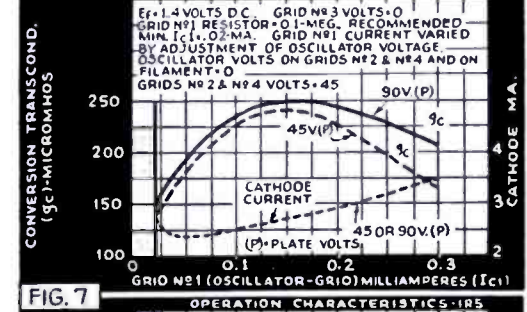 Ef=1.4 VOLTS D.C. GRID Nº3 VOLTS=0
GRID Nº1 RESISTOR=0.1-MEG. RECOMMENDED
MIN. Ic1=.02-MA. GRID Nº1 CURRENT VARIED
BY ADJUSTMENT OF OSCILLATOR VOLTAGE.
OSCILLATOR VOLTS ON GRIDS Nº2 & Nº4 AND ON
FILAMENT=0
GRIDS Nº2 & Nº4 VOLTS=45
CONVERSION TRANSCOND.
(gc)-MICROMHOS
250
200
150
100
90V.(P)
gc
45V.(P)
gc
CATHODE
CURRENT
(P)=PLATE VOLTS
45 OR 90V.(P)
4
3
2
CATHODE MA.
0
0.1
0.2
0.3
GRID Nº1 (OSCILLATOR-GRID) MILLIAMPERES (Ic1)
FIG. 7
OPERATION CHARACTERISTICS-1R5